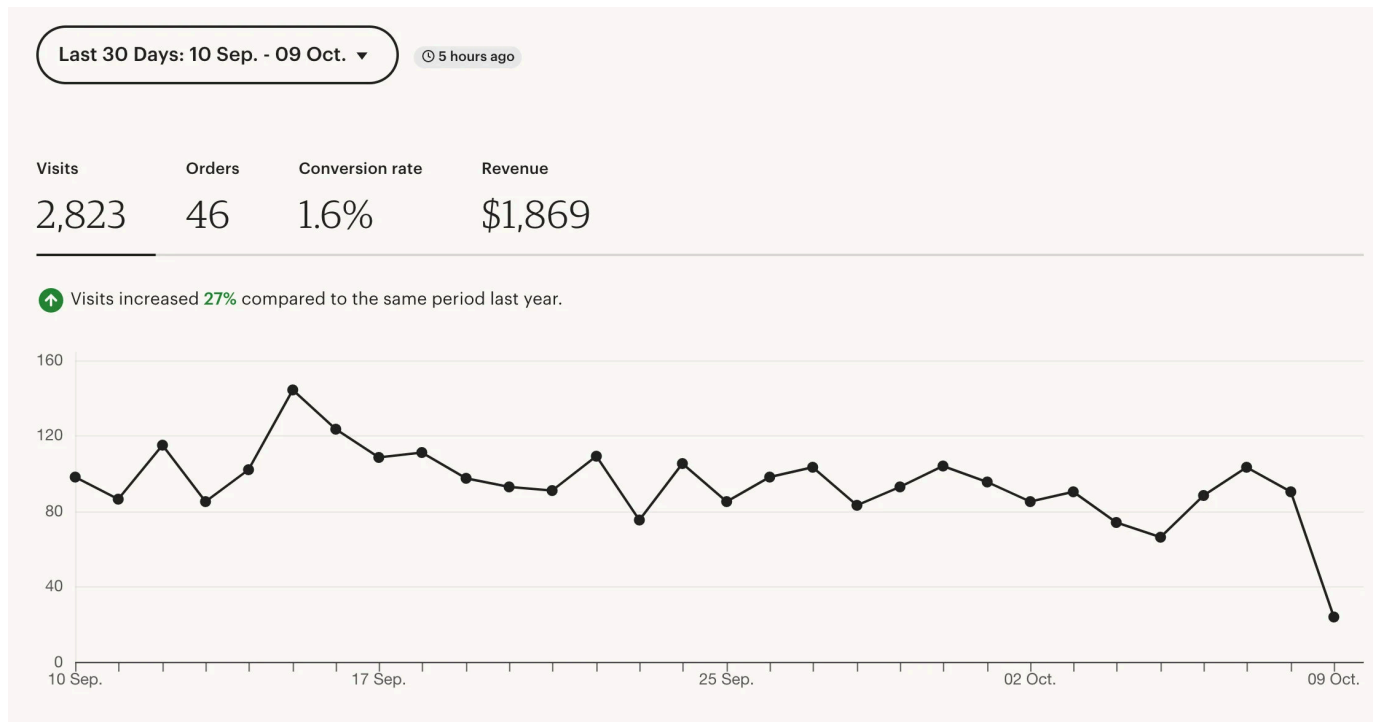 Last 30 Days: 10 Sep. - 09 Oct.
5 hours ago
Visits Orders Conversion rate Revenue
2,823 46 1.6% $1,869
Visits increased 27% compared to the same period last year.
160
120
80
40
0
10 Sep. 17 Sep. 25 Sep. 02 Oct. 09 Oct.